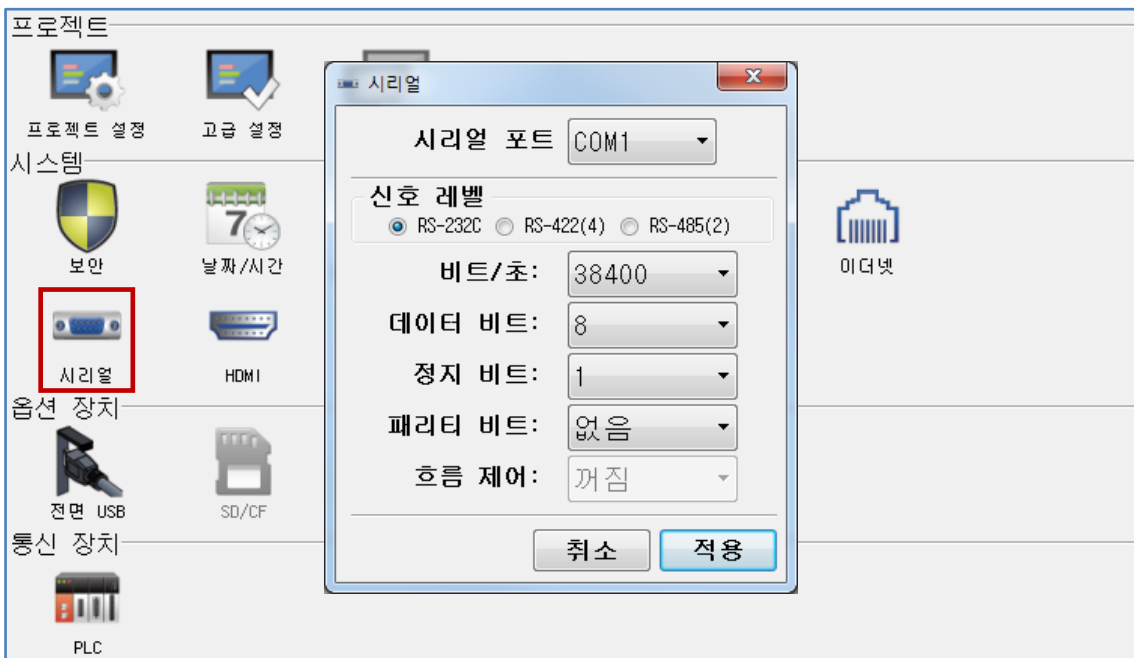 프로젝트
프로젝트 설정
고급 설정
시스템
보안
7
날짜/시간
이더넷
시리얼
HDMI
옵션 장치
전면 USB
SD/CF
통신 장치
PLC
시리얼
시리얼 포트 COM1
신호 레벨
RS-232C RS-422(4) RS-485(2)
비트/초: 38400
데이터 비트: 8
정지 비트: 1
패리티 비트: 없음
흐름 제어: 꺼짐
취소 적용